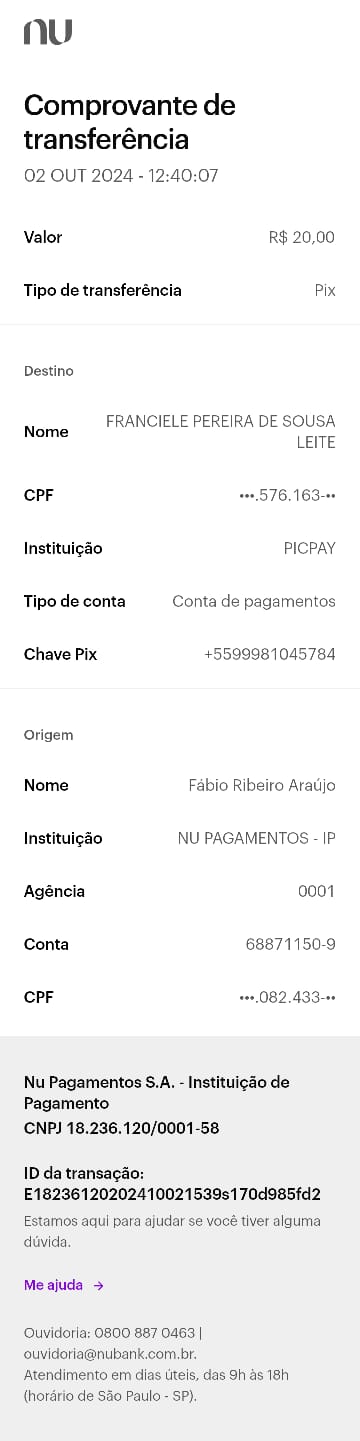 nu
Comprovante de
transferência
02 OUT 2024 - 12:40:07
Valor R$ 20,00
Tipo de transferência Pix
Destino
Nome FRANCIELE PEREIRA DE SOUSA
LEITE
CPF •••.576.163-••
Instituição PICPAY
Tipo de conta Conta de pagamentos
Chave Pix +5599981045784
Origem
Nome Fábio Ribeiro Araújo
Instituição NU PAGAMENTOS - IP
Agência 0001
Conta 68871150-9
CPF •••.082.433-••
Nu Pagamentos S.A. - Instituição de
Pagamento
CNPJ 18.236.120/0001-58
ID da transação:
E18236120202410021539s170d985fd2
Estamos aqui para ajudar se você tiver alguma
dúvida.
Me ajuda →
Ouvidoria: 0800 887 0463 |
ouvidoria@nubank.com.br.
Atendimento em dias úteis, das 9h às 18h
(horário de São Paulo - SP).